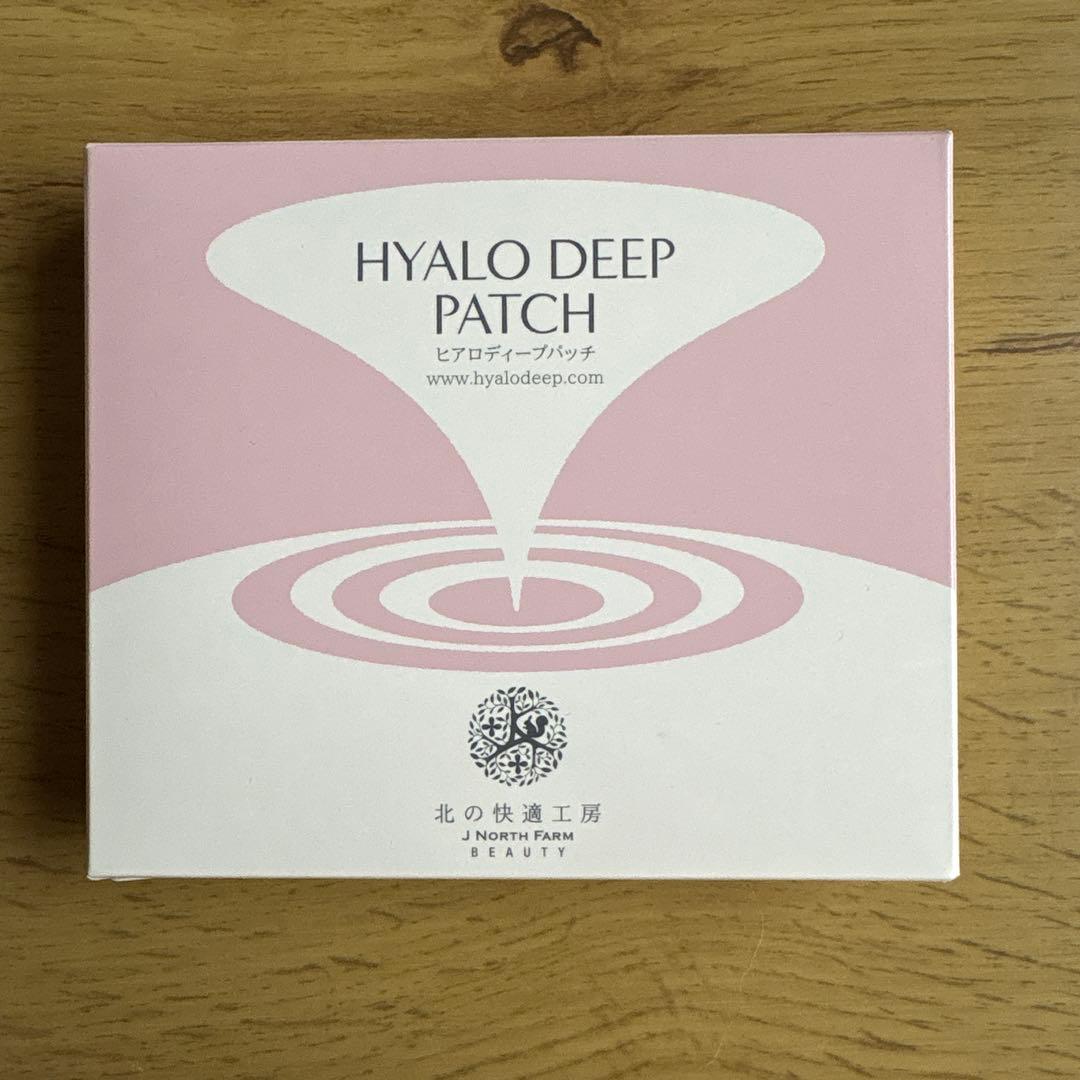 HYALO DEEP
PATCH
ヒアロディープパッチ
www.hyalodeep.com
北の快適工房
J NORTH FARM
BEAUTY